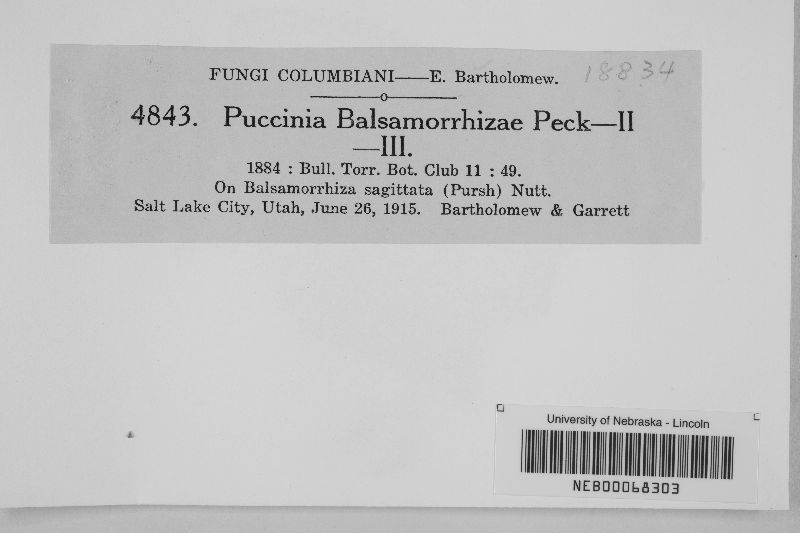 FUNGI COLUMBIANI——E. Bartholomew. 18834
4843. Puccinia Balsamorrhizae Peck—II
—III.
1884 : Bull. Torr. Bot. Club 11 : 49.
On Balsamorrhiza sagittata (Pursh) Nutt.
Salt Lake City, Utah, June 26, 1915. Bartholomew & Garrett
University of Nebraska - Lincoln
NEB00068303